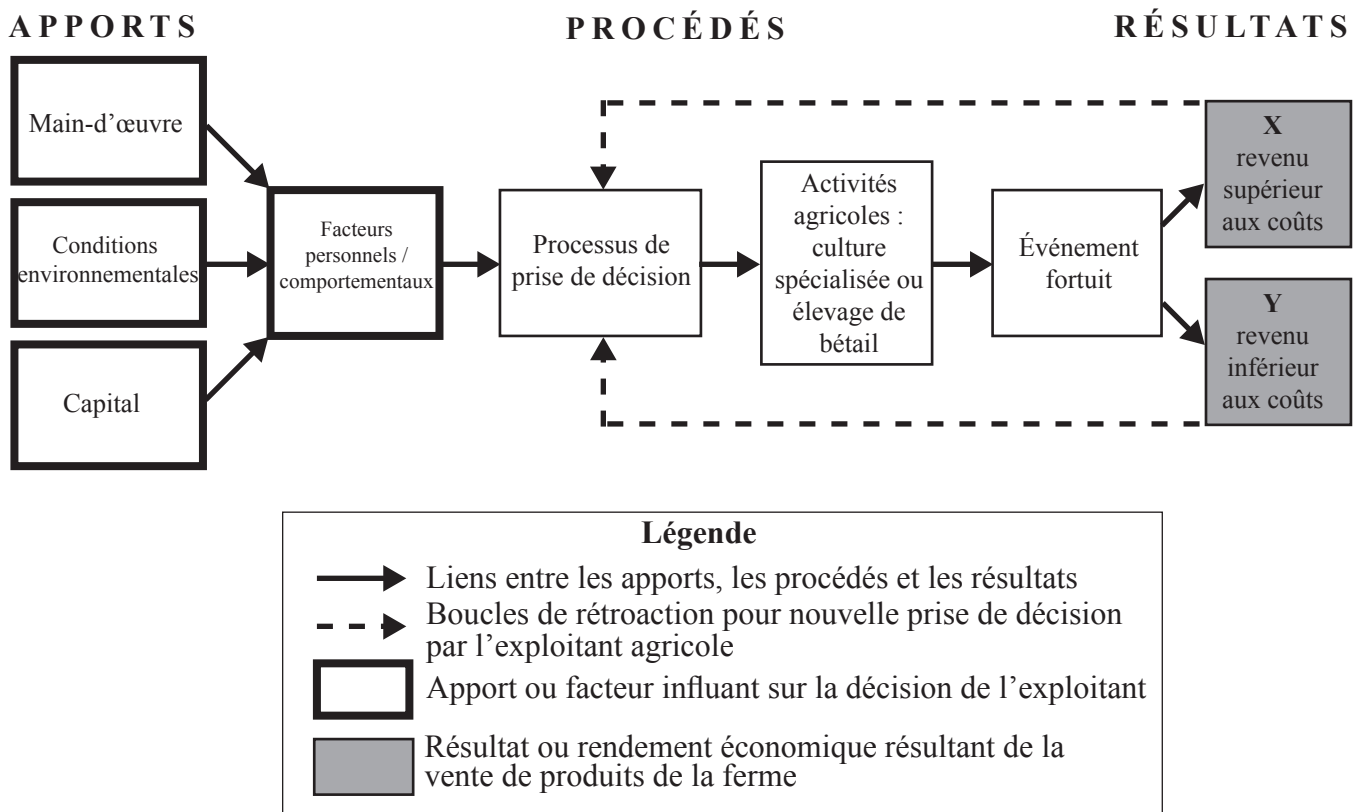 APPORTS
PROCÉDÉS
RÉSULTATS
Main-d'œuvre
Conditions
environnementales
Capital
Facteurs
personnels /
comportementaux
Processus de
prise de décision
Activités
agricoles :
culture
spécialisée ou
élevage de
bétail
Événement
fortuit
X
revenu
supérieur
aux coûts
Y
revenu
inférieur
aux coûts
Légende
Liens entre les apports, les procédés et les résultats
Boucles de rétroaction pour nouvelle prise de décision
par l'exploitant agricole
Apport ou facteur influant sur la décision de l'exploitant
Résultat ou rendement économique résultant de la
vente de produits de la ferme